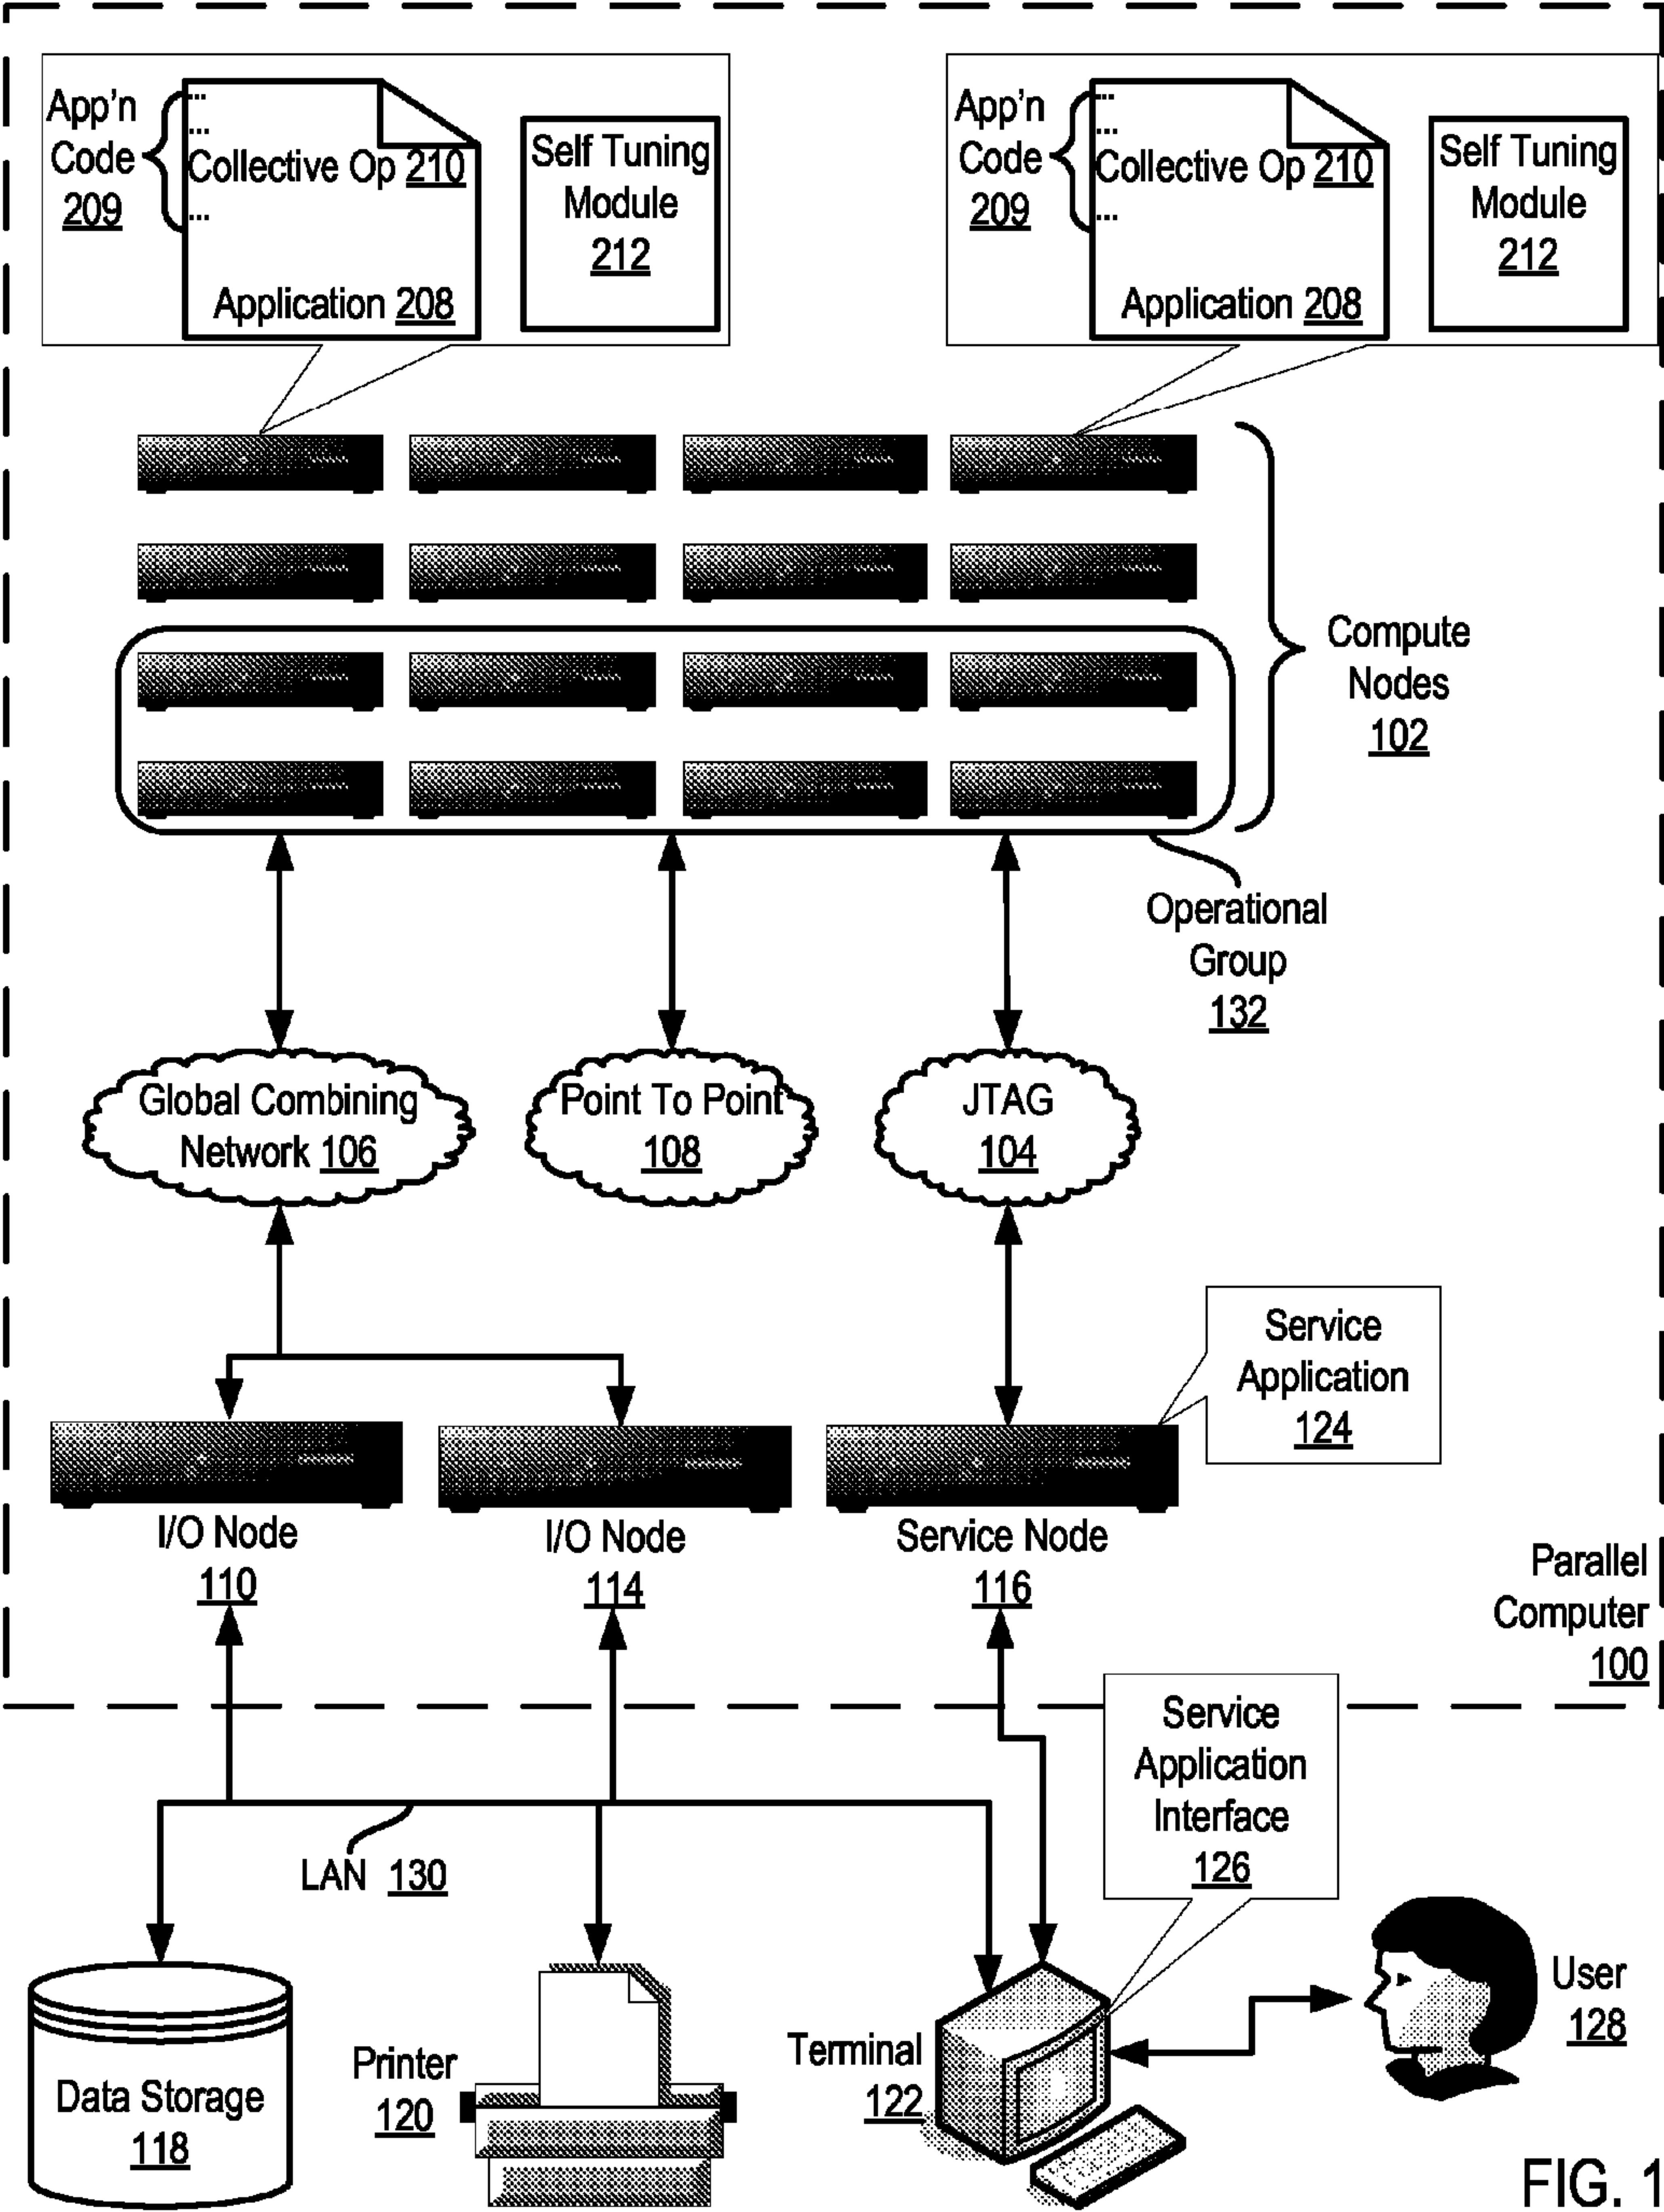 App'n
Code
209
...
...
Collective Op 210
...
Application 208
Self Tuning
Module
212
App'n
Code
209
...
...
Collective Op 210
...
Application 208
Self Tuning
Module
212
Compute
Nodes
102
Operational
Group
132
Global Combining
Network 106
Point To Point
108
JTAG
104
Service
Application
124
I/O Node
110
I/O Node
114
Service Node
116
Parallel
Computer
100
Service
Application
Interface
126
LAN 130
Data Storage
118
Printer
120
Terminal
122
User
128
FIG. 1